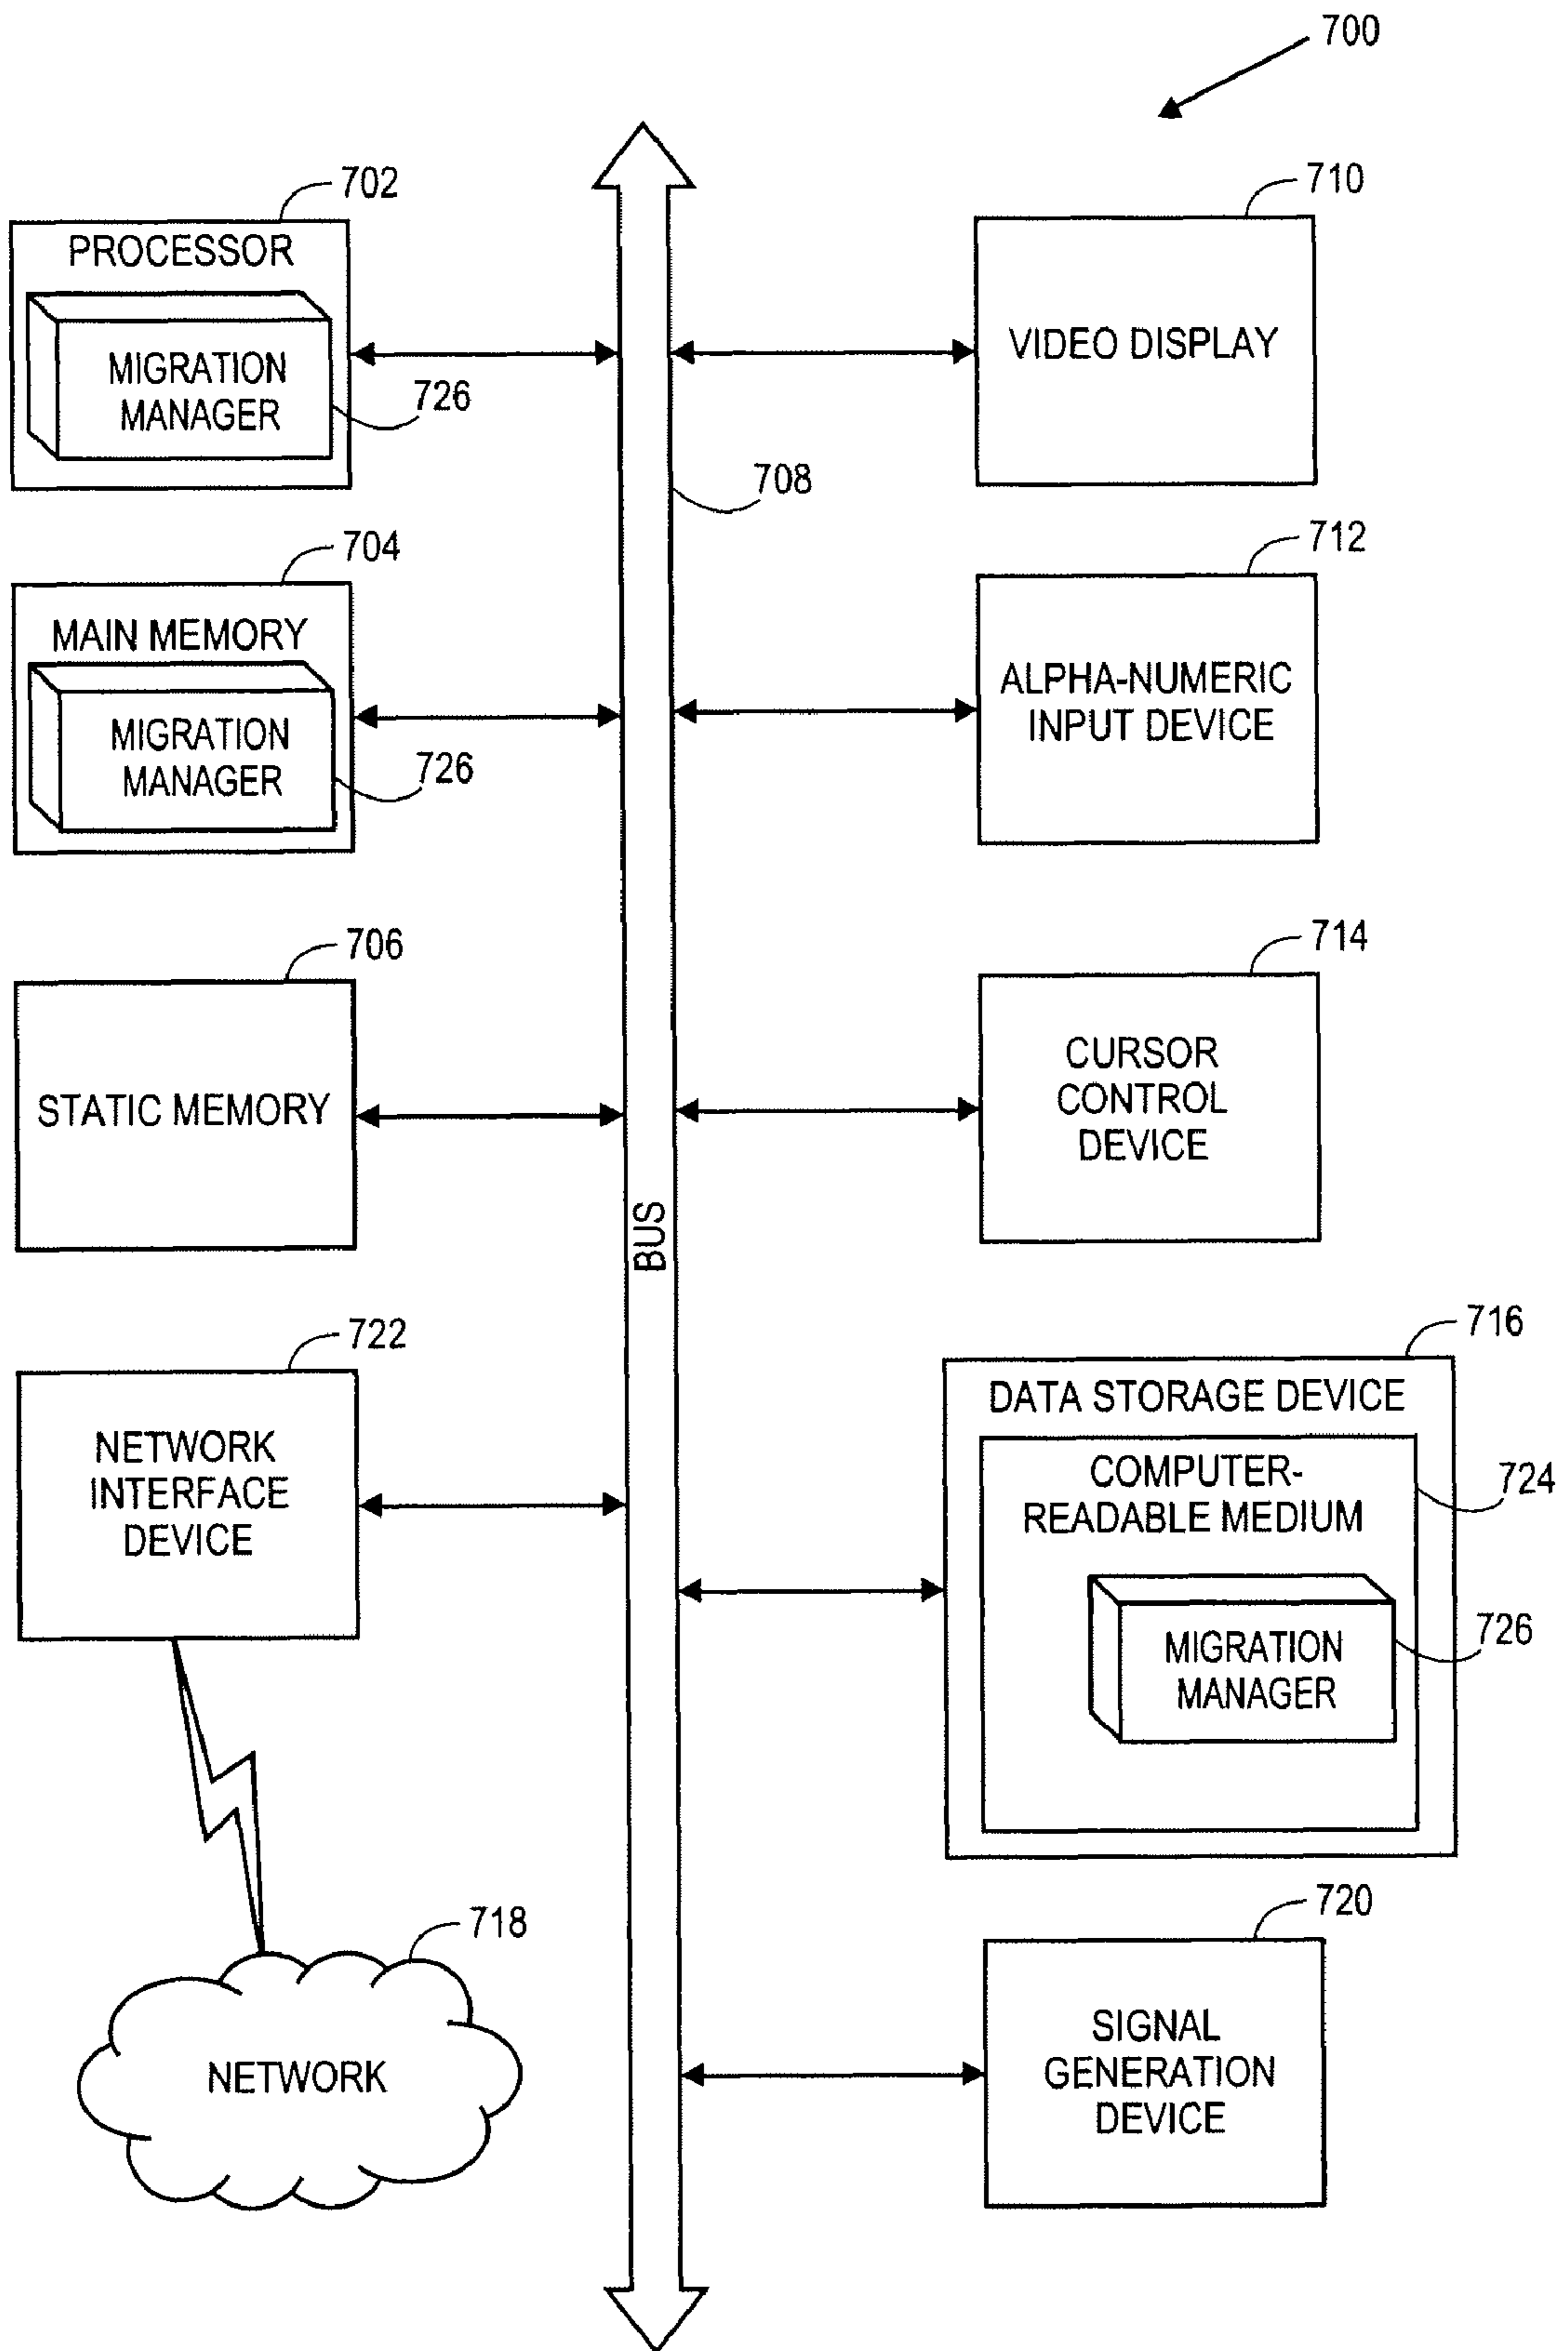 700
702
PROCESSOR
MIGRATION
MANAGER
726
704
MAIN MEMORY
MIGRATION
MANAGER
726
706
STATIC MEMORY
722
NETWORK
INTERFACE
DEVICE
718
NETWORK
708
BUS
710
VIDEO DISPLAY
712
ALPHA-NUMERIC
INPUT DEVICE
714
CURSOR
CONTROL
DEVICE
716
DATA STORAGE DEVICE
COMPUTER-
READABLE MEDIUM
724
MIGRATION
MANAGER
726
720
SIGNAL
GENERATION
DEVICE